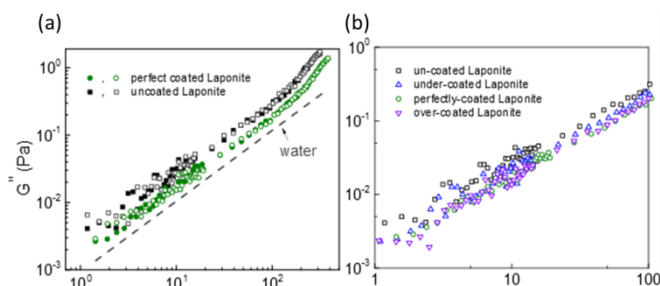 (a)
(b)
10⁰
10⁻¹
10⁻²
10⁻³
G'' (Pa)
, perfect coated Laponite
, uncoated Laponite
water
10⁰ 10¹ 10²
10⁰
10⁻¹
10⁻²
10⁻³
un-coated Laponite
under-coated Laponite
perfectly-coated Laponite
over-coated Laponite
1 10 100